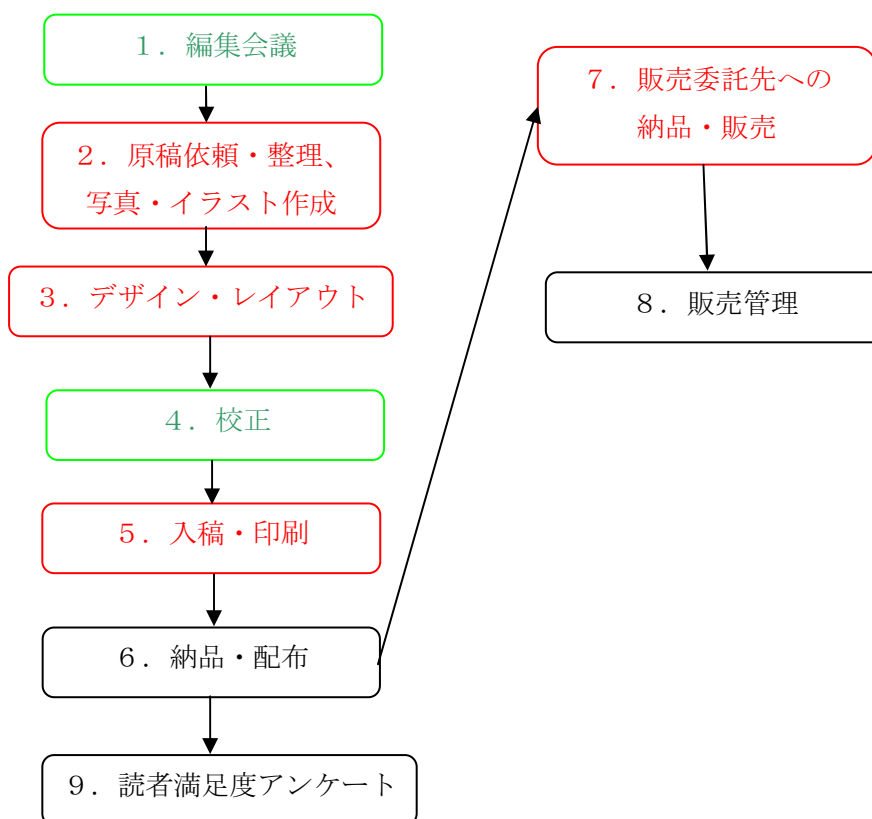 １．編集会議
２．原稿依頼・整理、
写真・イラスト作成
３．デザイン・レイアウト
４．校正
５．入稿・印刷
６．納品・配布
７．販売委託先への
納品・販売
８．販売管理
９．読者満足度アンケート